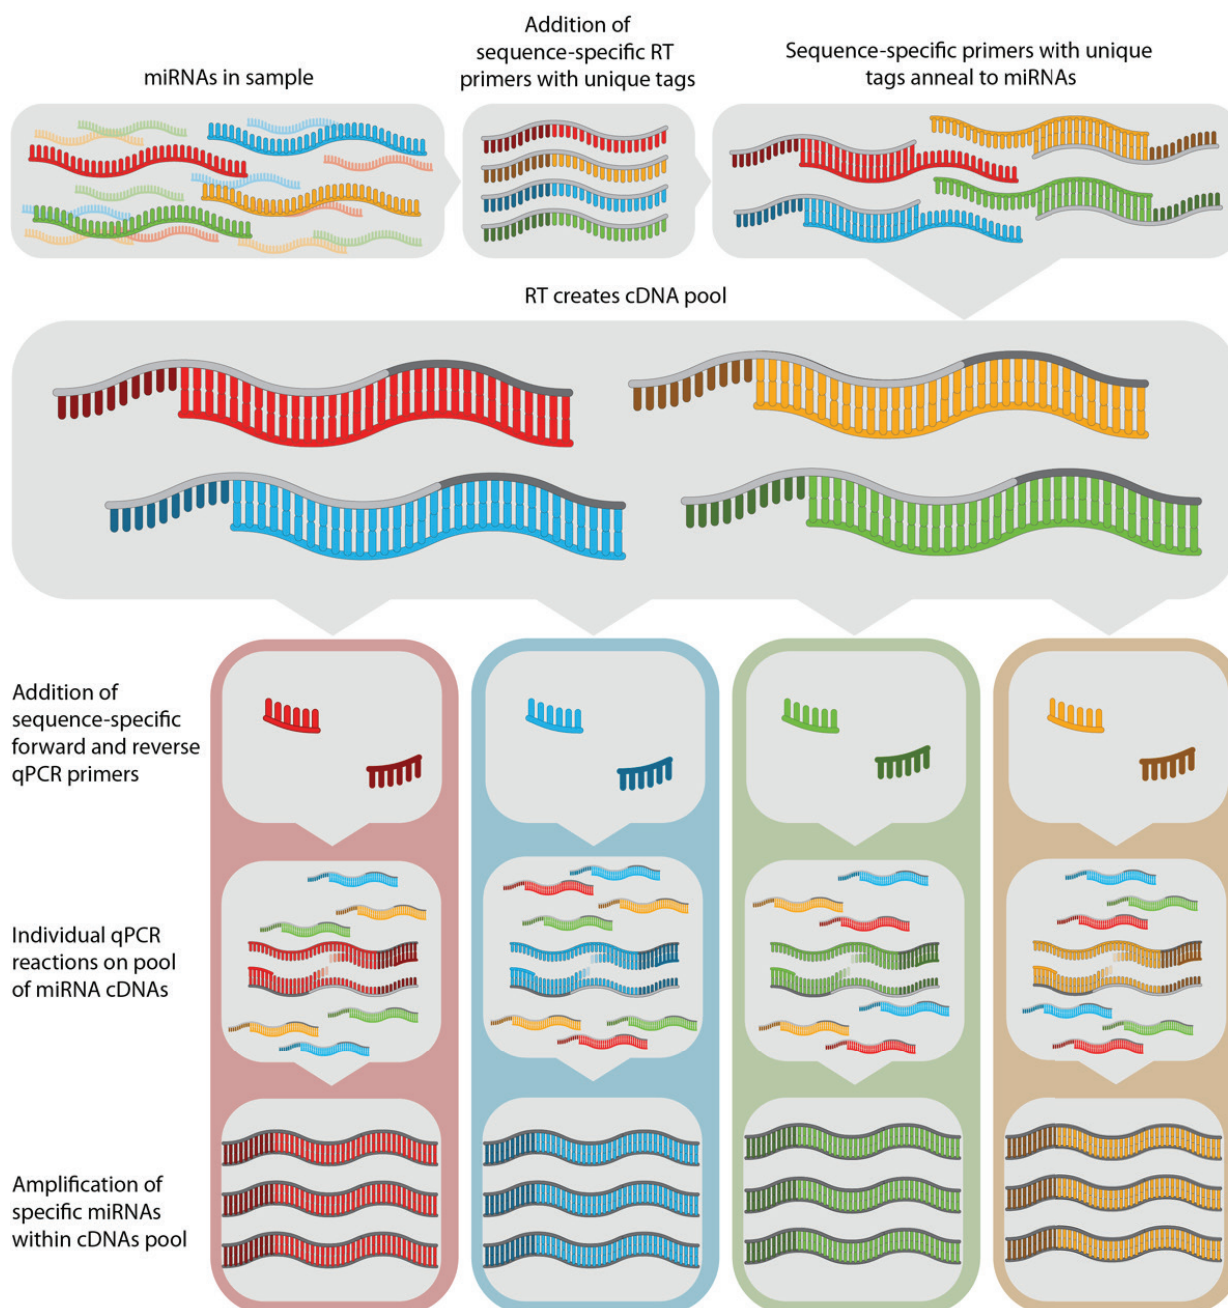 miRNAs in sample
Addition of
sequence-specific RT
primers with unique tags
Sequence-specific primers with unique
tags anneal to miRNAs
RT creates cDNA pool
Addition of
sequence-specific
forward and reverse
qPCR primers
Individual qPCR
reactions on pool
of miRNA cDNAs
Amplification of
specific miRNAs
within cDNAs pool